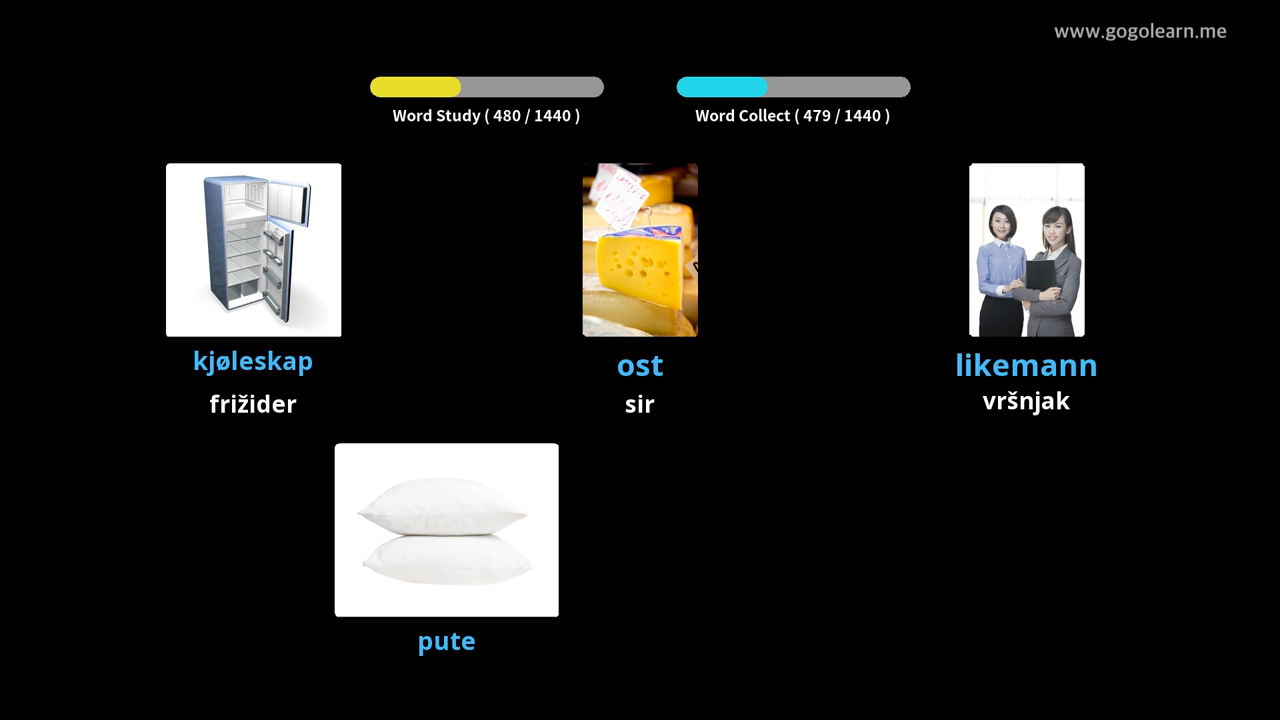 www.gogolearn.me
Word Study ( 480 / 1440 )
Word Collect ( 479 / 1440 )
kjøleskap
ost
likemann
frižider
sir
vršnjak
pute